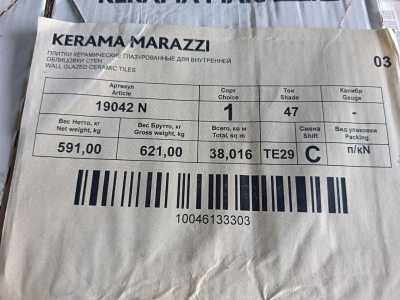 KERAMA MARAZZI
03
ПЛИТКИ КЕРАМИЧЕСКИЕ ГЛАЗУРОВАННЫЕ ДЛЯ ВНУТРЕННЕЙ
ОБЛИЦОВКИ СТЕН
WALL GLAZED CERAMIC TILES
Артикул Сорт Тон Калибр
Article Choice Shade Gauge
19042 N 1 47 -
Вес Нетто, кг Вес Брутто, кг Всего, кв м Смена Вид упаковки
Net weight, kg Gross weight, kg Total, sq m Shift Packing
591,00 621,00 38,016 TE29 C п/кN
10046133303